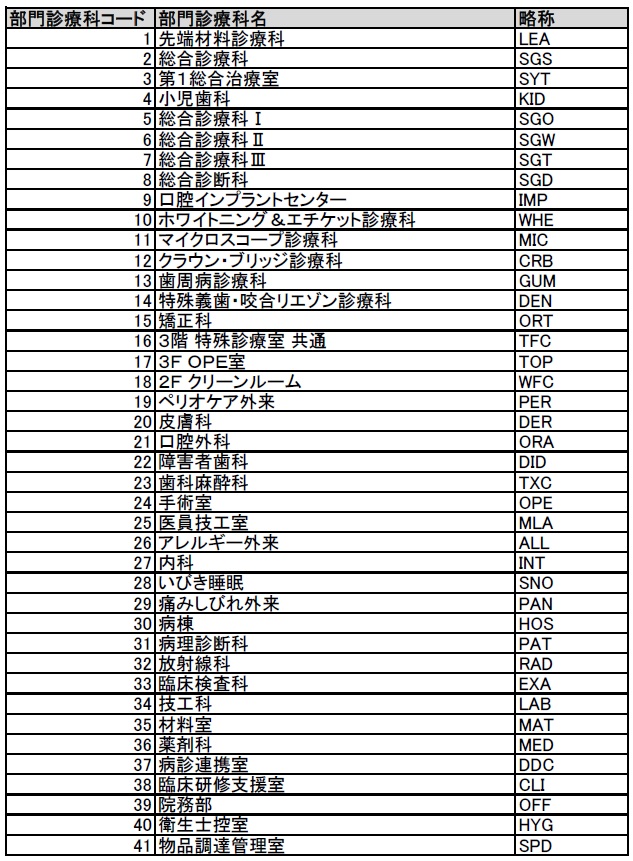 部門診療科コード 部門診療科名 略称
1 先端材料診療科 LEA
2 総合診療科 SGS
3 第1総合治療室 SYT
4 小児歯科 KID
5 総合診療科Ⅰ SGO
6 総合診療科Ⅱ SGW
7 総合診療科Ⅲ SGT
8 総合診断科 SGD
9 口腔インプラントセンター IMP
10 ホワイトニング＆エチケット診療科 WHE
11 マイクロスコープ診療科 MIC
12 クラウン・ブリッジ診療科 CRB
13 歯周病診療科 GUM
14 特殊義歯・咬合リエゾン診療科 DEN
15 矯正科 ORT
16 3階 特殊診療室 共通 TFC
17 3F OPE室 TOP
18 2F クリーンルーム WFC
19 ペリオケア外来 PER
20 皮膚科 DER
21 口腔外科 ORA
22 障害者歯科 DID
23 歯科麻酔科 TXC
24 手術室 OPE
25 医員技工室 MLA
26 アレルギー外来 ALL
27 内科 INT
28 いびき睡眠 SNO
29 痛みしびれ外来 PAN
30 病棟 HOS
31 病理診断科 PAT
32 放射線科 RAD
33 臨床検査科 EXA
34 技工科 LAB
35 材料室 MAT
36 薬剤科 MED
37 病診連携室 DDC
38 臨床研修支援室 CLI
39 院務部 OFF
40 衛生士控室 HYG
41 物品調達管理室 SPD